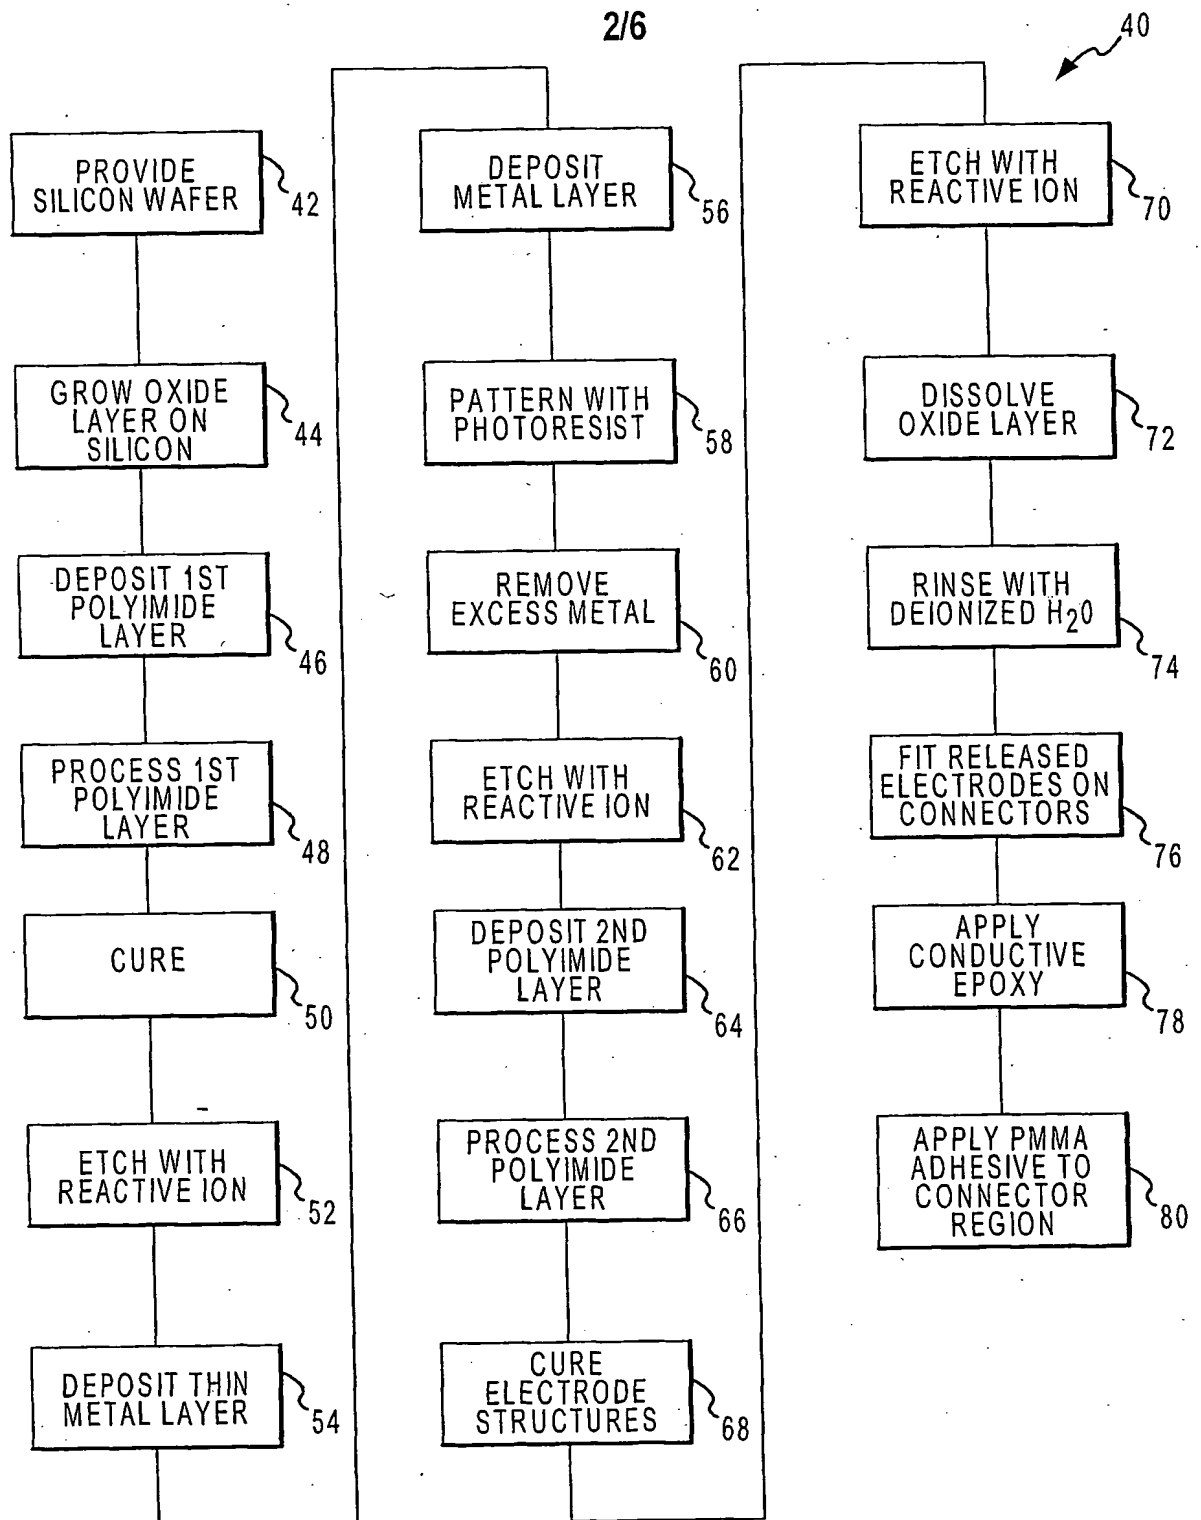 2/6
40
PROVIDE
SILICON WAFER
42
GROW OXIDE
LAYER ON
SILICON
44
DEPOSIT 1ST
POLYIMIDE
LAYER
46
PROCESS 1ST
POLYIMIDE
LAYER
48
CURE
50
ETCH WITH
REACTIVE ION
52
DEPOSIT THIN
METAL LAYER
54
DEPOSIT
METAL LAYER
56
PATTERN WITH
PHOTORESIST
58
REMOVE
EXCESS METAL
60
ETCH WITH
REACTIVE ION
62
DEPOSIT 2ND
POLYIMIDE
LAYER
64
PROCESS 2ND
POLYIMIDE
LAYER
66
CURE
ELECTRODE
STRUCTURES
68
ETCH WITH
REACTIVE ION
70
DISSOLVE
OXIDE LAYER
72
RINSE WITH
DEIONIZED H20
74
FIT RELEASED
ELECTRODES ON
CONNECTORS
76
APPLY
CONDUCTIVE
EPOXY
78
APPLY PMMA
ADHESIVE TO
CONNECTOR
REGION
80